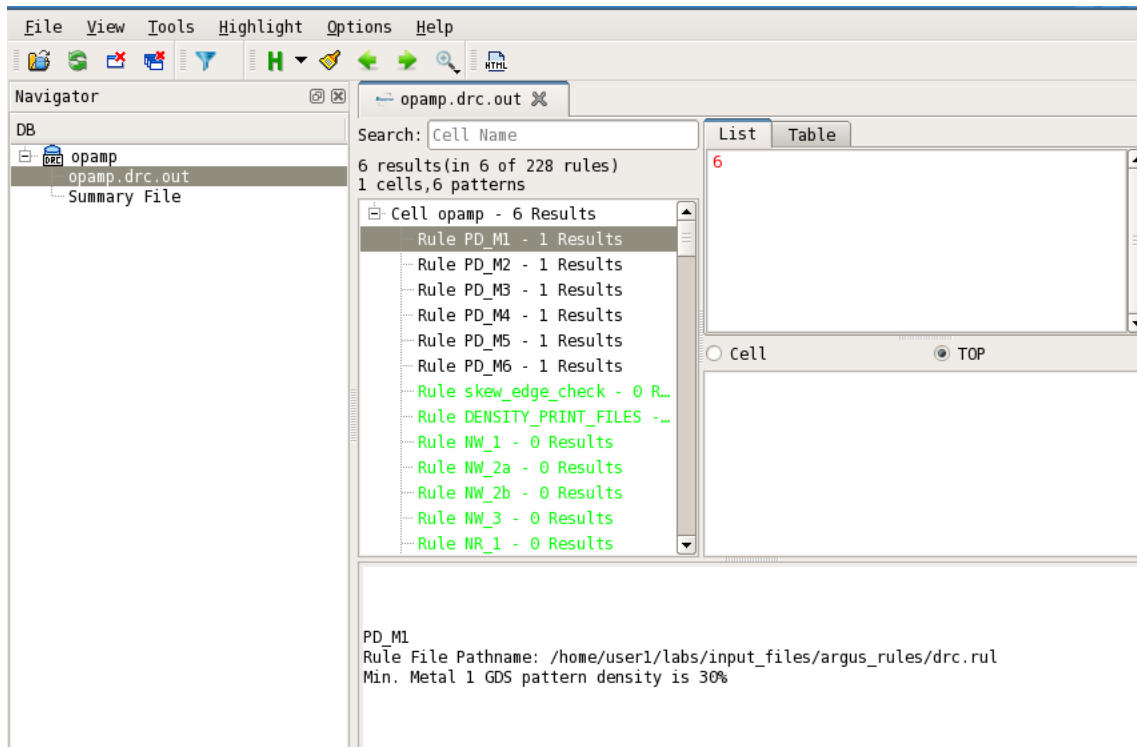 File View Tools Highlight Options Help
H HTML
Navigator
DB
opamp
opamp.drc.out
Summary File
opamp.drc.out
Search: Cell Name
6 results(in 6 of 228 rules)
1 cells,6 patterns
Cell opamp - 6 Results
Rule PD_M1 - 1 Results
Rule PD_M2 - 1 Results
Rule PD_M3 - 1 Results
Rule PD_M4 - 1 Results
Rule PD_M5 - 1 Results
Rule PD_M6 - 1 Results
Rule skew_edge_check - 0 R…
Rule DENSITY_PRINT_FILES -…
Rule NW_1 - 0 Results
Rule NW_2a - 0 Results
Rule NW_2b - 0 Results
Rule NW_3 - 0 Results
Rule NR_1 - 0 Results
List Table
6
Cell TOP
PD_M1
Rule File Pathname: /home/user1/labs/input_files/argus_rules/drc.rul
Min. Metal 1 GDS pattern density is 30%